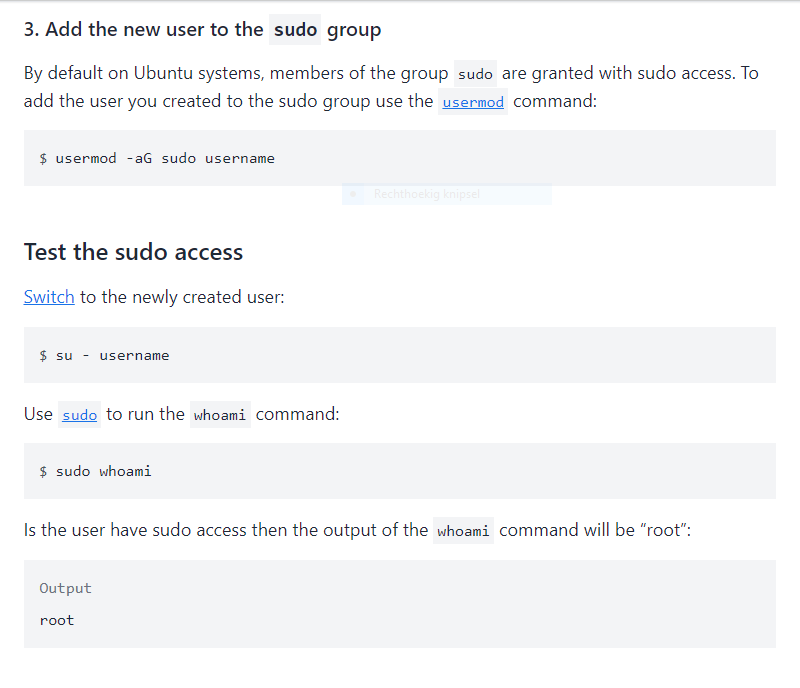 3. Add the new user to the sudo group
By default on Ubuntu systems, members of the group sudo are granted with sudo access. To
add the user you created to the sudo group use the usermod command:
$ usermod -aG sudo username
Rechthoekig knipsel
Test the sudo access
Switch to the newly created user:
$ su - username
Use sudo to run the whoami command:
$ sudo whoami
Is the user have sudo access then the output of the whoami command will be “root”:
Output
root